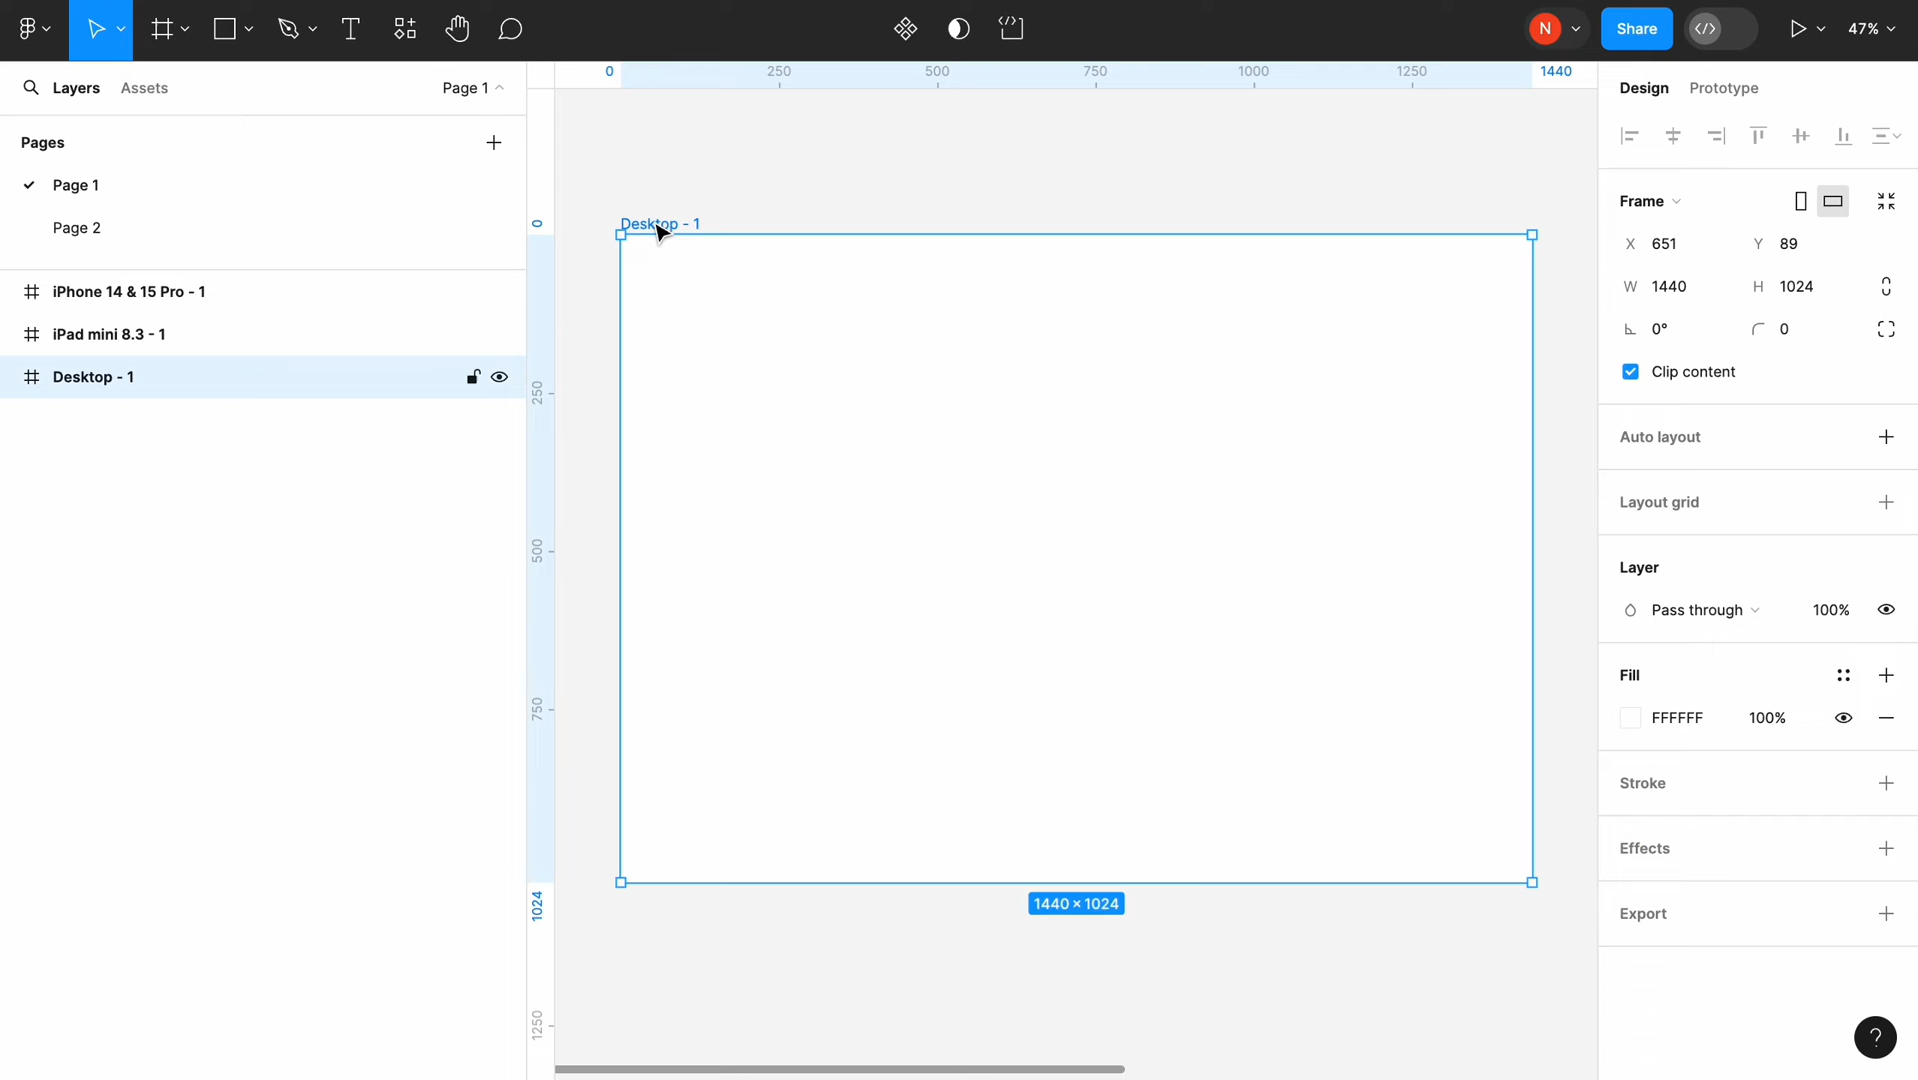 N
Share
47%
Layers
Assets
Page 1
Pages
Page 1
Page 2
iPhone 14 & 15 Pro - 1
iPad mini 8.3 - 1
Desktop - 1
0
250
500
750
1000
1250
1440
0
250
500
750
1024
1250
Desktop - 1
1440 × 1024
Design
Prototype
Frame
X 651
Y 89
W 1440
H 1024
0°
0
Clip content
Auto layout
Layout grid
Layer
Pass through
100%
Fill
FFFFFF
100%
Stroke
Effects
Export
?